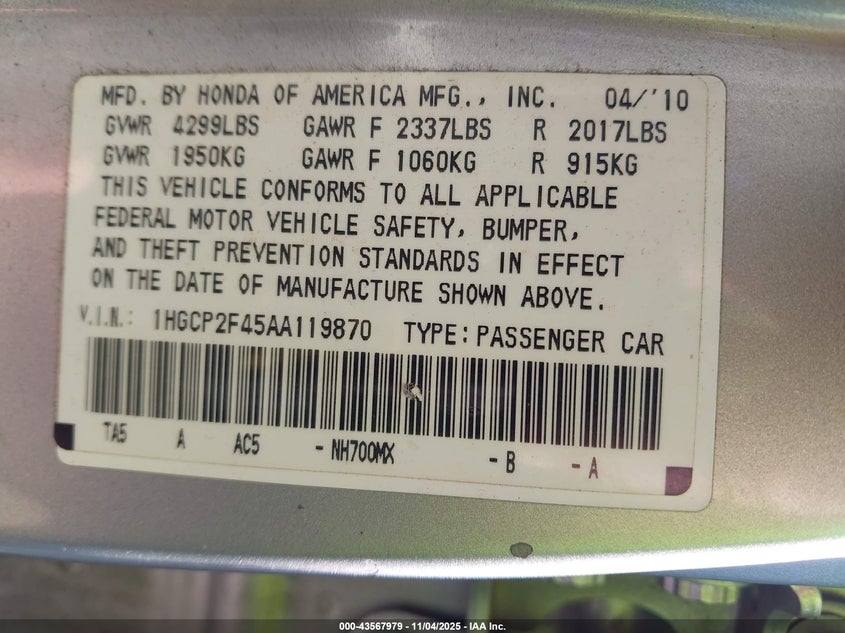 MFD. BY HONDA OF AMERICA MFG., INC. 04/'10
GVWR 4299LBS GAWR F 2337LBS R 2017LBS
GVWR 1950KG GAWR F 1060KG R 915KG
THIS VEHICLE CONFORMS TO ALL APPLICABLE
FEDERAL MOTOR VEHICLE SAFETY, BUMPER,
AND THEFT PREVENTION STANDARDS IN EFFECT
ON THE DATE OF MANUFACTURE SHOWN ABOVE.
V.I.N.: 1HGCP2F45AA119870 TYPE:PASSENGER CAR
TA5 A AC5 - NH700MX - B - A
000-43567979 | 11/04/2025 | IAA Inc.